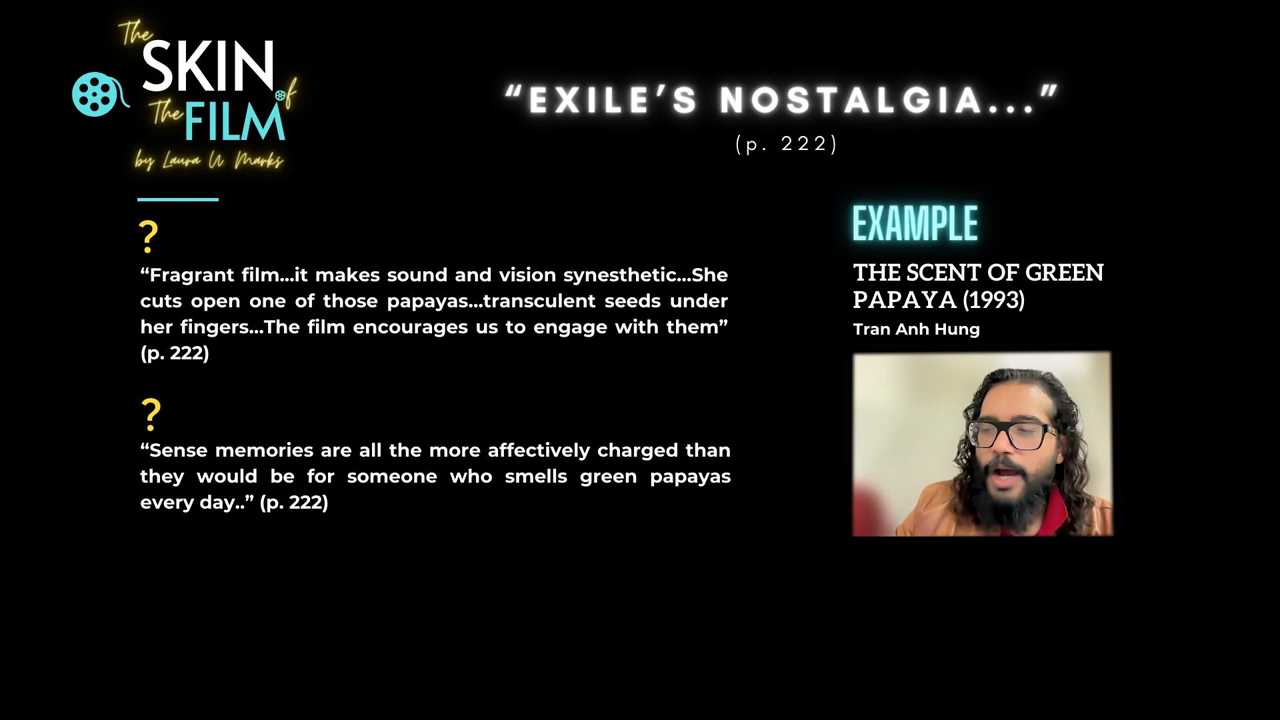 The
SKIN
of
The FILM
by Laura U Marks
“EXILE’S NOSTALGIA...”
(p. 222)
?
“Fragrant film...it makes sound and vision synesthetic...She
cuts open one of those papayas...transculent seeds under
her fingers...The film encourages us to engage with them”
(p. 222)
?
“Sense memories are all the more affectively charged than
they would be for someone who smells green papayas
every day..” (p. 222)
EXAMPLE
THE SCENT OF GREEN
PAPAYA (1993)
Tran Anh Hung